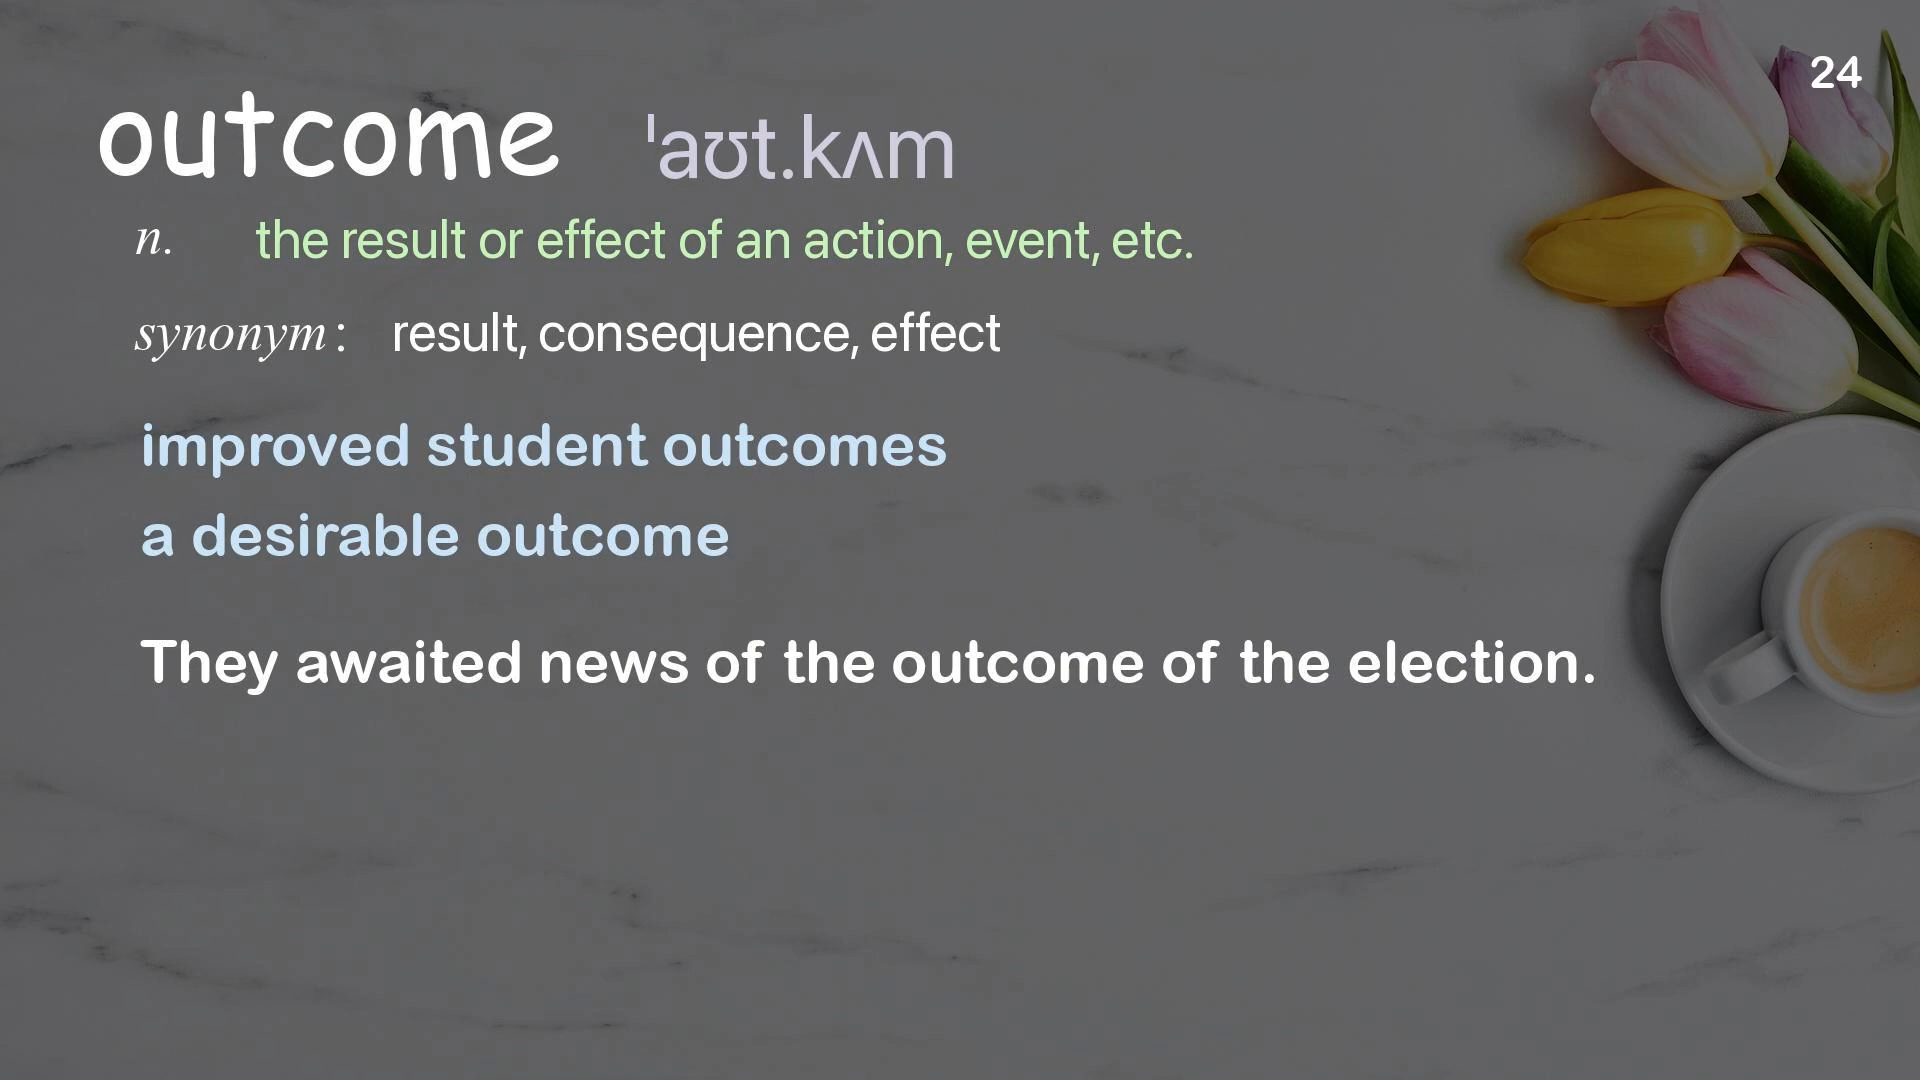 24
outcome ˈaʊt.kʌm
n. the result or effect of an action, event, etc.
synonym: result, consequence, effect
improved student outcomes
a desirable outcome
They awaited news of the outcome of the election.